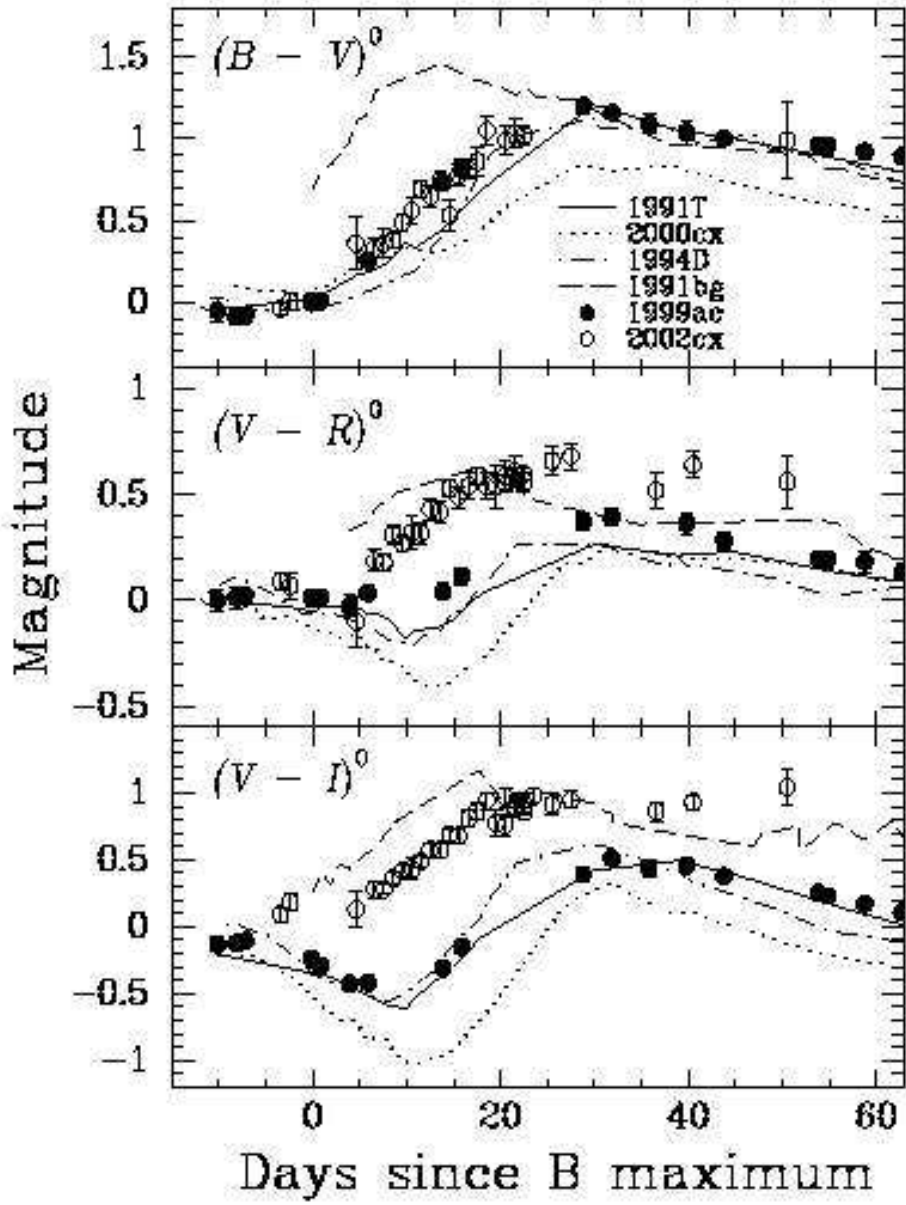 (B − V)⁰
1.5
1
0.5
0
1991T
2000cx
1994D
1991bg
1999ac
2002cx
(V − R)⁰
1
0.5
0
−0.5
(V − I)⁰
1
0.5
0
−0.5
−1
Magnitude
0 20 40 60
Days since B maximum